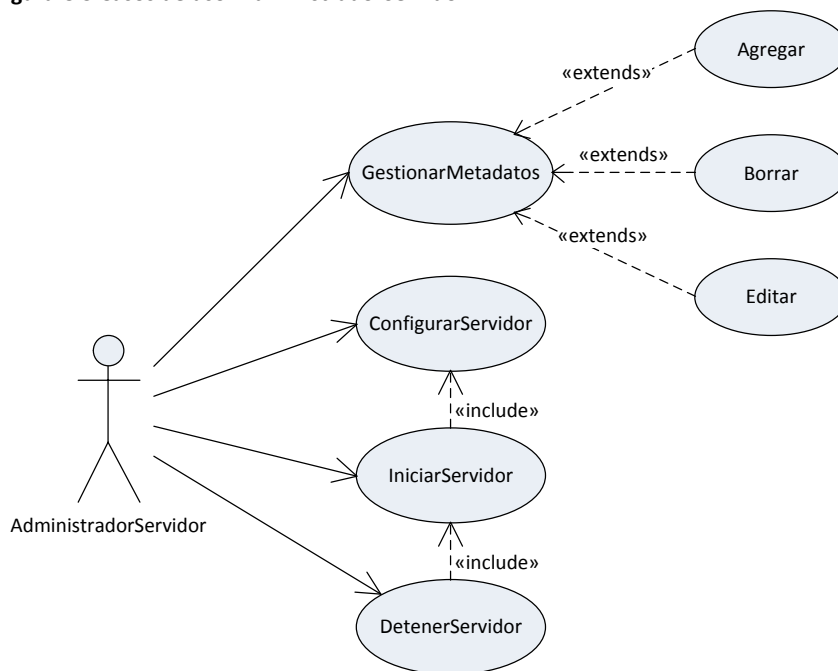 Agregar
«extends»
GestionarMetadatos
«extends»
Borrar
«extends»
Editar
ConfigurarServidor
«include»
IniciarServidor
AdministradorServidor
«include»
DetenerServidor